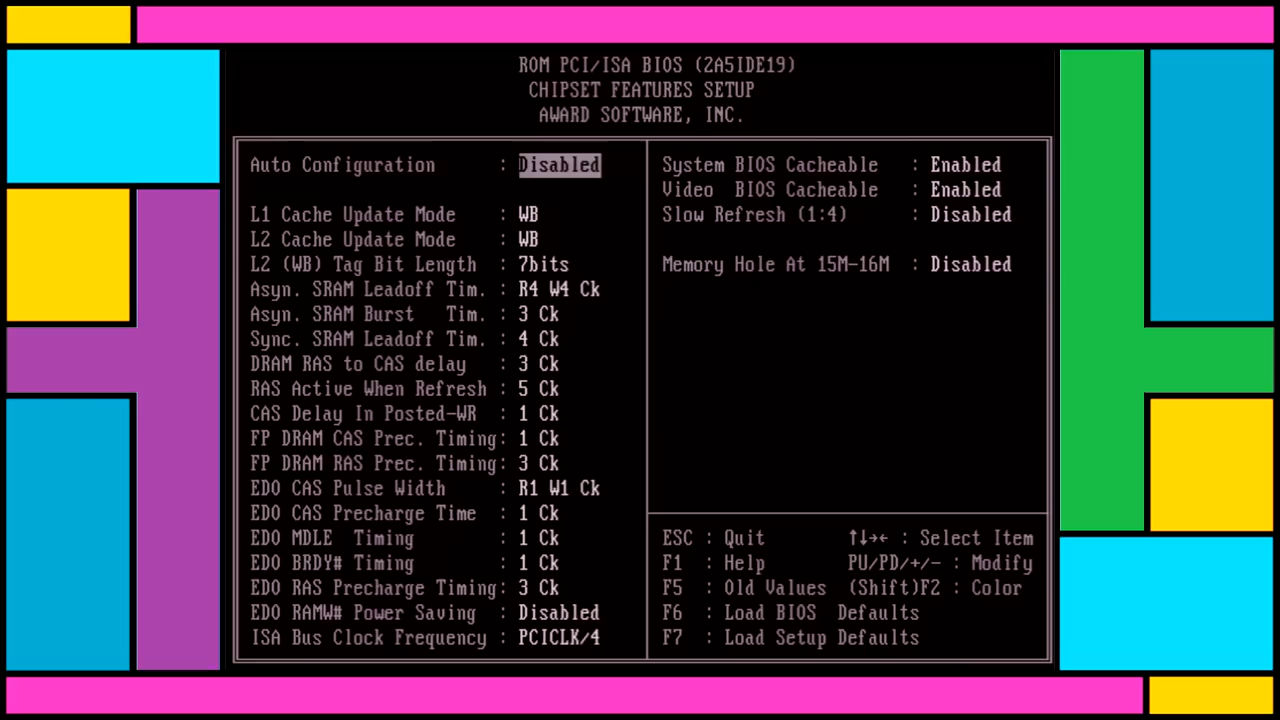 ROM PCI/ISA BIOS (2A5IDE19)
CHIPSET FEATURES SETUP
AWARD SOFTWARE, INC.
Auto Configuration : Disabled
L1 Cache Update Mode : WB
L2 Cache Update Mode : WB
L2 (WB) Tag Bit Length : 7bits
Asyn. SRAM Leadoff Tim. : R4 W4 Ck
Asyn. SRAM Burst Tim. : 3 Ck
Sync. SRAM Leadoff Tim. : 4 Ck
DRAM RAS to CAS delay : 3 Ck
RAS Active When Refresh : 5 Ck
CAS Delay In Posted-WR : 1 Ck
FP DRAM CAS Prec. Timing: 1 Ck
FP DRAM RAS Prec. Timing: 3 Ck
EDO CAS Pulse Width : R1 W1 Ck
EDO CAS Precharge Time : 1 Ck
EDO MDLE Timing : 1 Ck
EDO BRDY# Timing : 1 Ck
EDO RAS Precharge Timing: 3 Ck
EDO RAMW# Power Saving : Disabled
ISA Bus Clock Frequency : PCICLK/4
System BIOS Cacheable : Enabled
Video BIOS Cacheable : Enabled
Slow Refresh (1:4) : Disabled
Memory Hole At 15M-16M : Disabled
ESC : Quit ↑↓→← : Select Item
F1 : Help PU/PD/+/- : Modify
F5 : Old Values (Shift)F2 : Color
F6 : Load BIOS Defaults
F7 : Load Setup Defaults